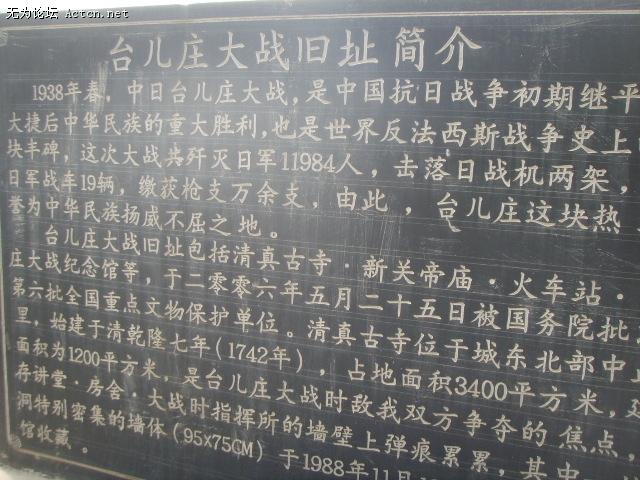 无为论坛 Actcn.net
台儿庄大战旧址简介
1938年春，中日台儿庄大战，是中国抗日战争初期继平
大捷后中华民族的重大胜利，也是世界反法西斯战争史上
块丰碑，这次大战共歼灭日军11984人，击落日战机两架，
日军战车19辆，缴获枪支万余支，由此，台儿庄这块热
誉为中华民族扬威不屈之地。
台儿庄大战旧址包括清真古寺·新关帝庙·火车站·
庄大战纪念馆等，于二零零六年五月二十五日被国务院批
第六批全国重点文物保护单位。清真古寺位于城东北部中
里，始建于清乾隆七年（1742年），占地面积3400平方米，
面积为1200平方米，是台儿庄大战时敌我双方争夺的焦点，
存讲堂·房舍·大战时指挥所的墙壁上弹痕累累，其中
洞特别密集的墙体（95X75CM）于1988年11月
馆收藏。